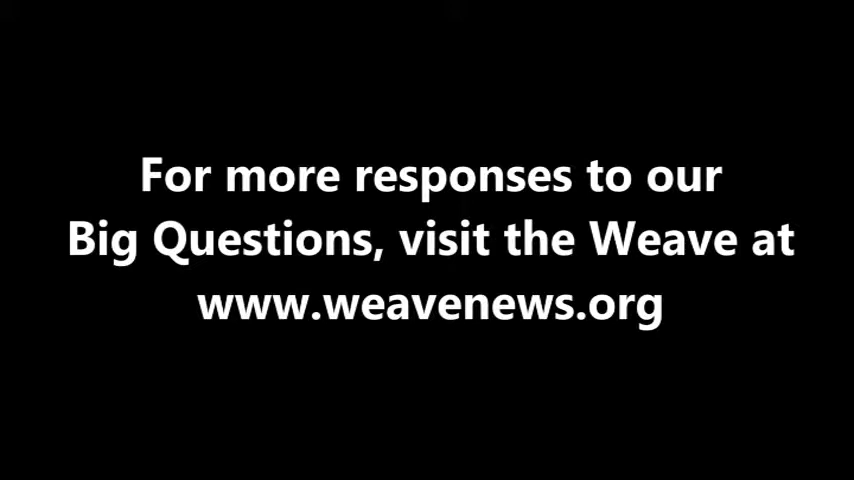 For more responses to our
Big Questions, visit the Weave at
www.weavenews.org